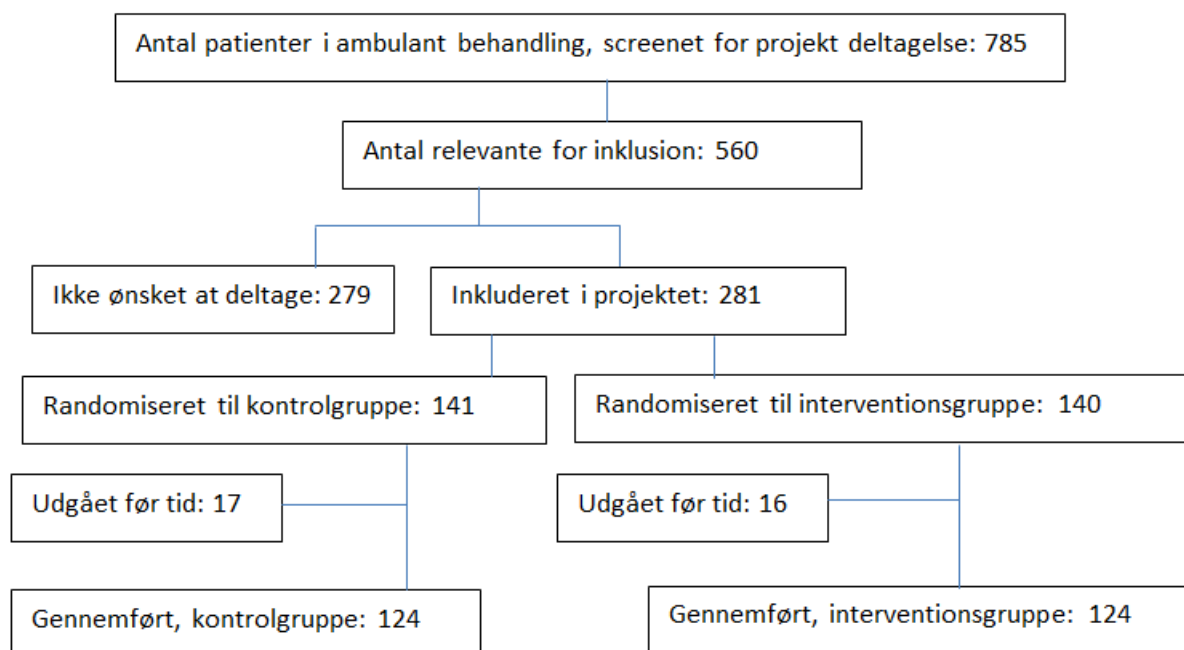 Antal patienter i ambulant behandling, screenet for projekt deltagelse: 785
Antal relevante for inklusion: 560
Ikke ønsket at deltage: 279
Inkluderet i projektet: 281
Randomiseret til kontrolgruppe: 141
Randomiseret til interventionsgruppe: 140
Udgået før tid: 17
Udgået før tid: 16
Gennemført, kontrolgruppe: 124
Gennemført, interventionsgruppe: 124